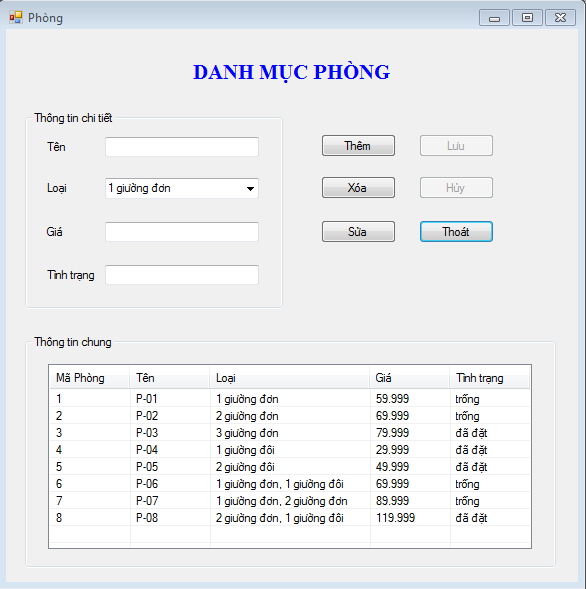 Phòng
DANH MỤC PHÒNG
Thông tin chi tiết
Tên
Thêm Lưu
Loại 1 giường đơn
Xóa Hủy
Giá
Sửa Thoát
Tình trạng
Thông tin chung
Mã Phòng Tên Loại Giá Tình trạng
1 P-01 1 giường đơn 59.999 trống
2 P-02 2 giường đơn 69.999 trống
3 P-03 3 giường đơn 79.999 đã đặt
4 P-04 1 giường đôi 29.999 đã đặt
5 P-05 2 giường đôi 49.999 đã đặt
6 P-06 1 giường đơn, 1 giường đôi 69.999 trống
7 P-07 1 giường đơn, 2 giường đơn 89.999 trống
8 P-08 2 giường đơn, 1 giường đôi 119.999 đã đặt